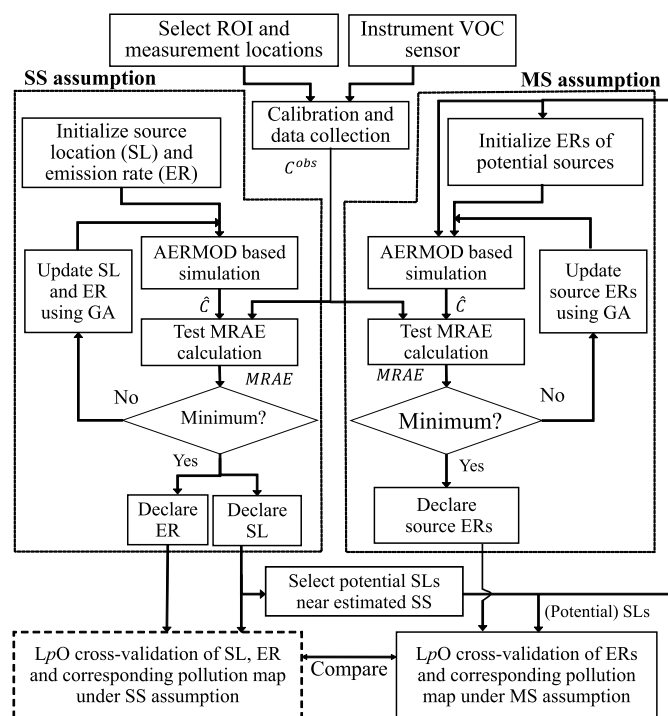 Select ROI and
measurement locations
Instrument VOC
sensor
SS assumption
MS assumption
Calibration and
data collection
C^obs
Initialize source
location (SL) and
emission rate (ER)
Initialize ERs of
potential sources
Update SL
and ER
using GA
AERMOD based
simulation
Ĉ
Test MRAE
calculation
MRAE
No
Minimum?
Yes
Declare
ER
Declare
SL
AERMOD based
simulation
Ĉ
Update
source ERs
using GA
Test MRAE
calculation
MRAE
No
Minimum?
Yes
Declare
source ERs
Select potential SLs
near estimated SS
(Potential) SLs
LpO cross-validation of SL, ER
and corresponding pollution map
under SS assumption
Compare
LpO cross-validation of ERs
and corresponding pollution
map under MS assumption